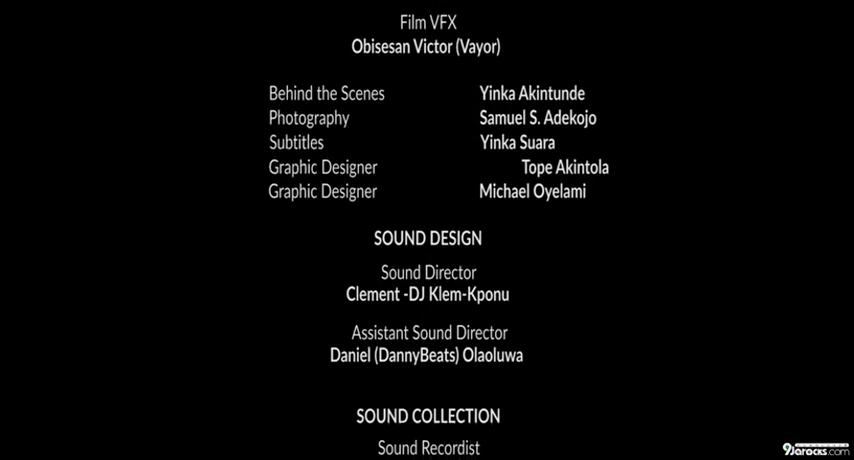 Film VFX
Obisesan Victor (Vayor)
Behind the Scenes Yinka Akintunde
Photography Samuel S. Adekojo
Subtitles Yinka Suara
Graphic Designer Tope Akintola
Graphic Designer Michael Oyelami
SOUND DESIGN
Sound Director
Clement -DJ Klem-Kponu
Assistant Sound Director
Daniel (DannyBeats) Olaoluwa
SOUND COLLECTION
Sound Recordist
9Jarocks.com